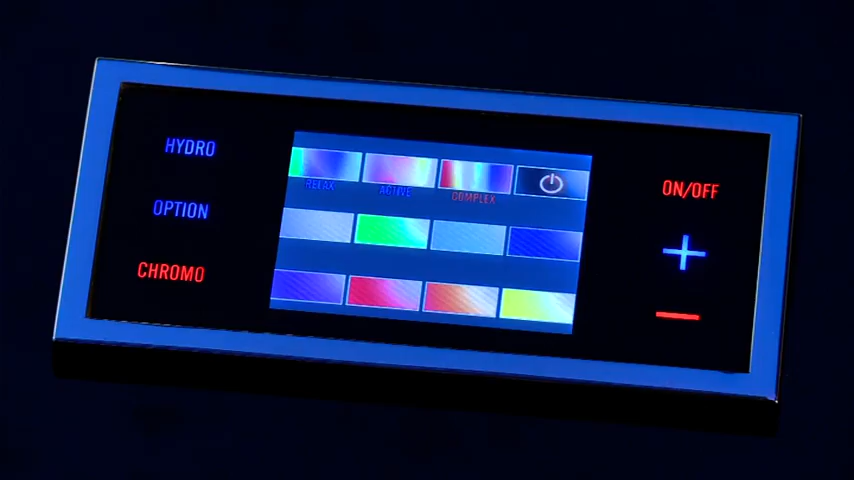 HYDRO
OPTION
CHROMO
RELAX
ACTIVE
COMPLEX
ON/OFF
+
−